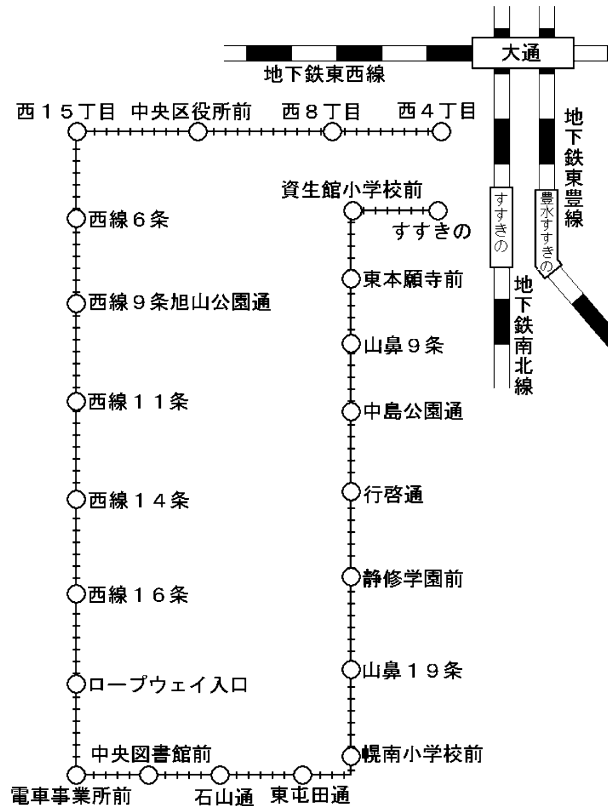 大通
地下鉄東西線
西１５丁目
中央区役所前
西８丁目
西４丁目
地下鉄東豊線
資生館小学校前
すすきの
すすきの
豊水すすきの
西線６条
東本願寺前
地下鉄南北線
西線９条旭山公園通
山鼻９条
西線１１条
中島公園通
西線１４条
行啓通
西線１６条
静修学園前
ロープウェイ入口
山鼻１９条
中央図書館前
幌南小学校前
電車事業所前
石山通
東屯田通